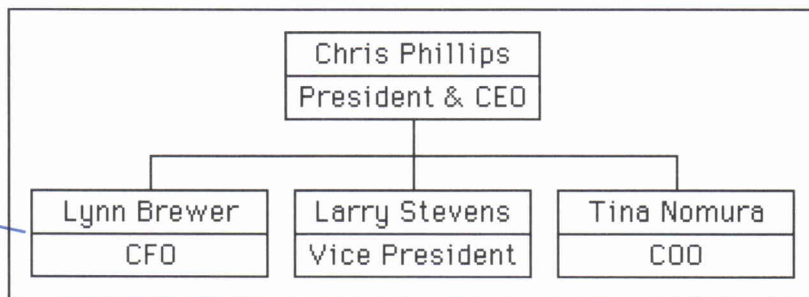 Chris Phillips
President & CEO
Lynn Brewer
CFO
Larry Stevens
Vice President
Tina Nomura
COO